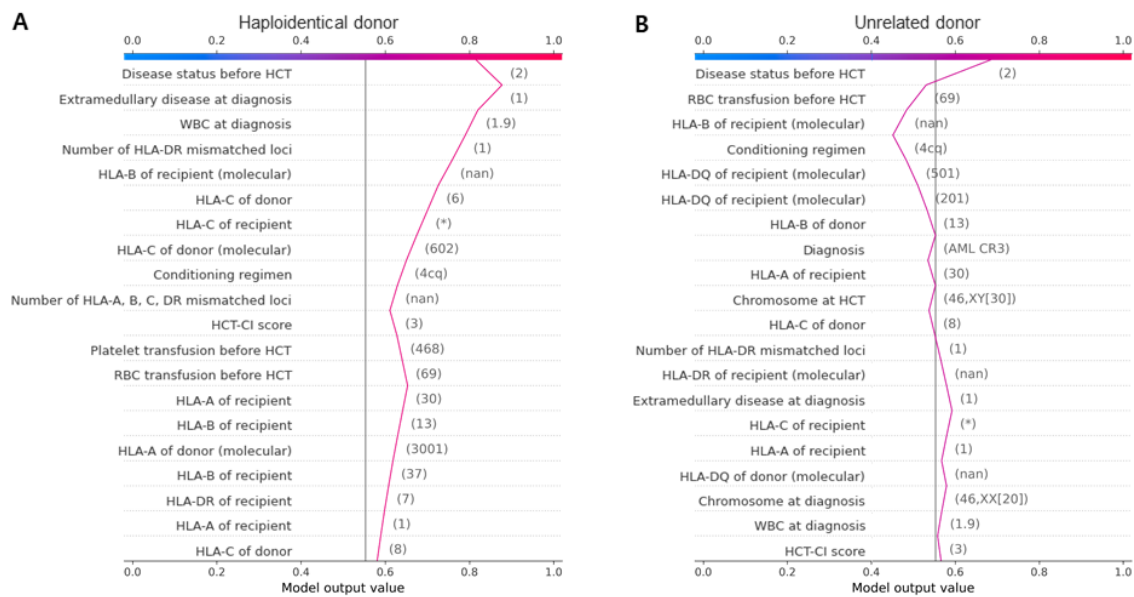 A
Haploidentical donor
0.0 0.2 0.4 0.6 0.8 1.0
Disease status before HCT (2)
Extramedullary disease at diagnosis (1)
WBC at diagnosis (1.9)
Number of HLA-DR mismatched loci (1)
HLA-B of recipient (molecular) (nan)
HLA-C of donor (6)
HLA-C of recipient (*)
HLA-C of donor (molecular) (602)
Conditioning regimen (4cq)
Number of HLA-A, B, C, DR mismatched loci (nan)
HCT-CI score (3)
Platelet transfusion before HCT (468)
RBC transfusion before HCT (69)
HLA-A of recipient (30)
HLA-B of recipient (13)
HLA-A of donor (molecular) (3001)
HLA-B of recipient (37)
HLA-DR of recipient (7)
HLA-A of recipient (1)
HLA-C of donor (8)
0.0 0.2 0.4 0.6 0.8 1.0
Model output value
B
Unrelated donor
0.0 0.2 0.4 0.6 0.8 1.0
Disease status before HCT (2)
RBC transfusion before HCT (69)
HLA-B of recipient (molecular) (nan)
Conditioning regimen (4cq)
HLA-DQ of recipient (molecular) (501)
HLA-DQ of recipient (molecular) (201)
HLA-B of donor (13)
Diagnosis (AML CR3)
HLA-A of recipient (30)
Chromosome at HCT (46,XY[30])
HLA-C of donor (8)
Number of HLA-DR mismatched loci (1)
HLA-DR of recipient (molecular) (nan)
Extramedullary disease at diagnosis (1)
HLA-C of recipient (*)
HLA-A of recipient (1)
HLA-DQ of donor (molecular) (nan)
Chromosome at diagnosis (46,XX[20])
WBC at diagnosis (1.9)
HCT-CI score (3)
0.0 0.2 0.4 0.6 0.8 1.0
Model output value